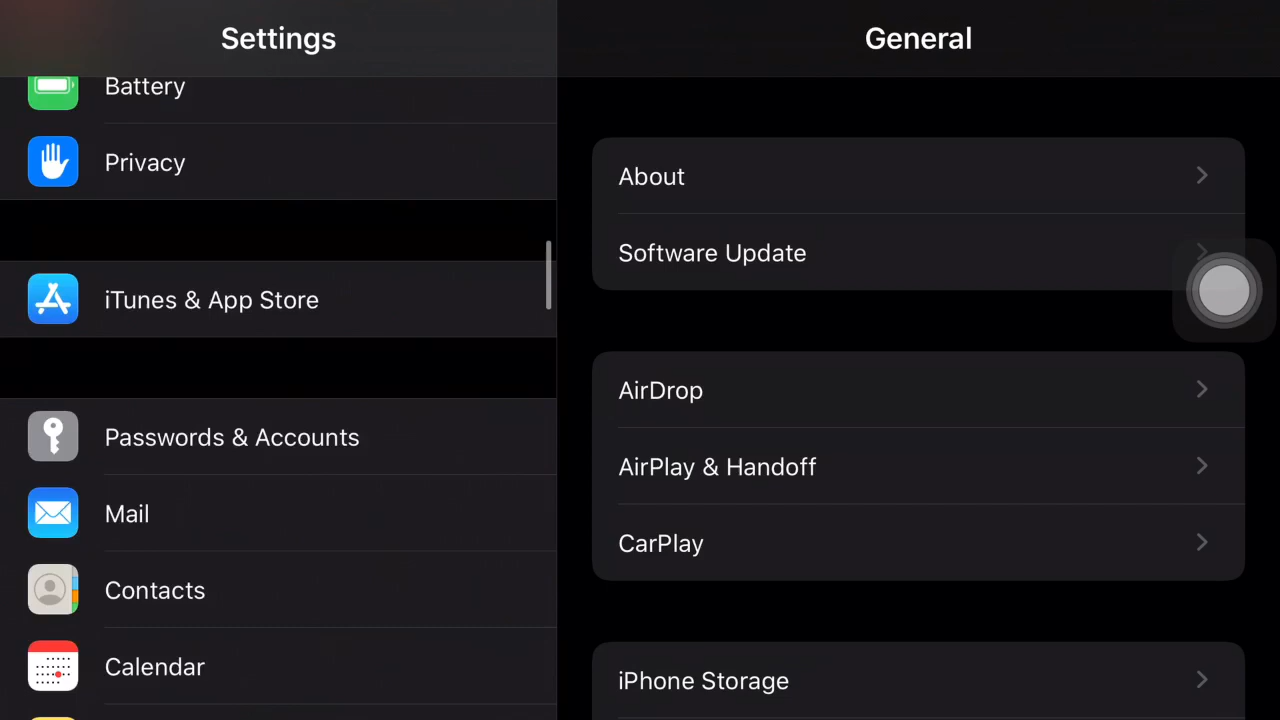 Settings
Battery
Privacy
iTunes & App Store
Passwords & Accounts
Mail
Contacts
Calendar
General
About
Software Update
AirDrop
AirPlay & Handoff
CarPlay
iPhone Storage